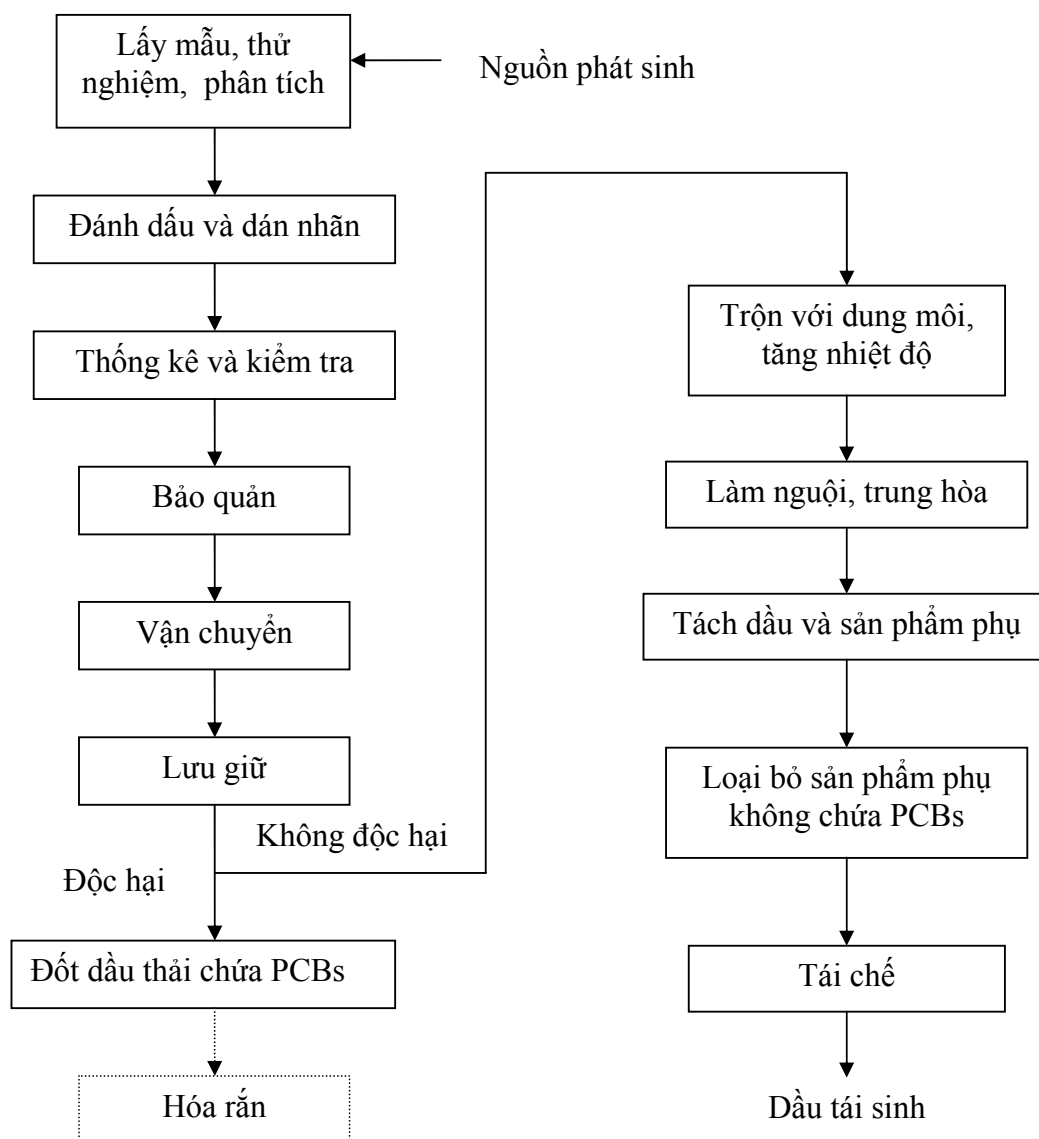 Lấy mẫu, thử
nghiệm, phân tích
Nguồn phát sinh
Đánh dấu và dán nhãn
Thống kê và kiểm tra
Bảo quản
Vận chuyển
Lưu giữ
Không độc hại
Độc hại
Đốt dầu thải chứa PCBs
Hóa rắn
Trộn với dung môi,
tăng nhiệt độ
Làm nguội, trung hòa
Tách dầu và sản phẩm phụ
Loại bỏ sản phẩm phụ
không chứa PCBs
Tái chế
Dầu tái sinh